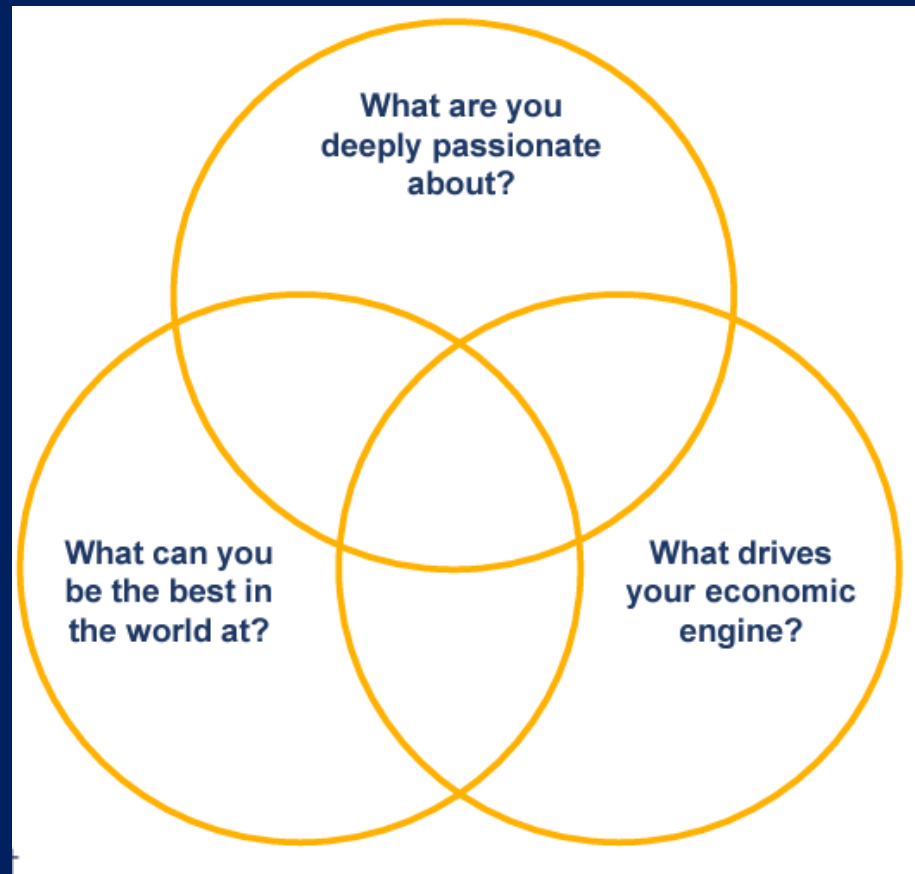 What are you
deeply passionate
about?
What can you
be the best in
the world at?
What drives
your economic
engine?